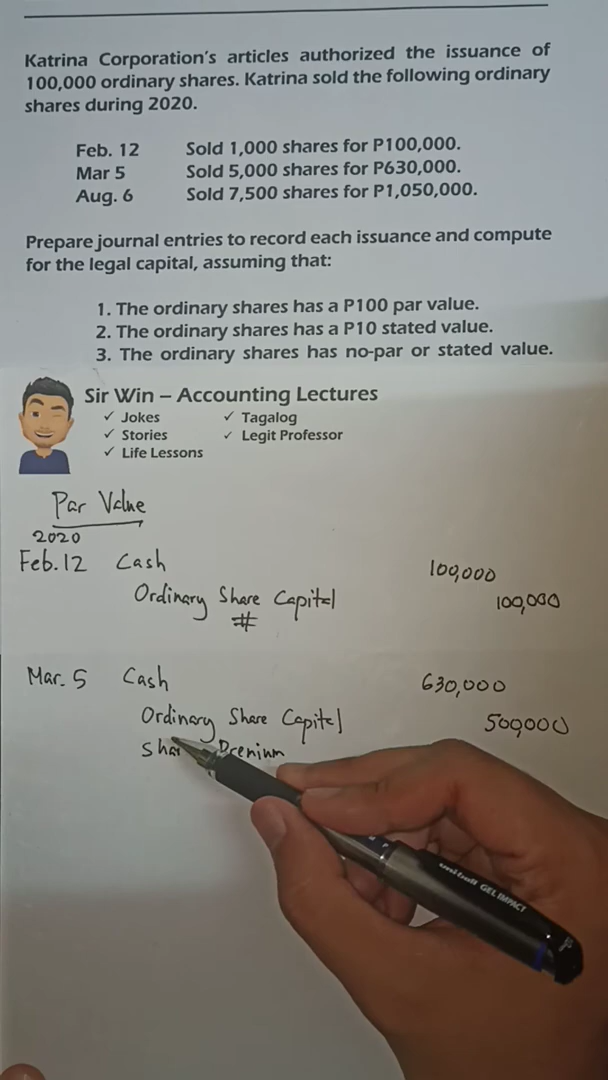 Katrina Corporation's articles authorized the issuance of
100,000 ordinary shares. Katrina sold the following ordinary
shares during 2020.
Feb. 12 Sold 1,000 shares for P100,000.
Mar 5 Sold 5,000 shares for P630,000.
Aug. 6 Sold 7,500 shares for P1,050,000.
Prepare journal entries to record each issuance and compute
for the legal capital, assuming that:
1. The ordinary shares has a P100 par value.
2. The ordinary shares has a P10 stated value.
3. The ordinary shares has no-par or stated value.
Sir Win – Accounting Lectures
✓ Jokes ✓ Tagalog
✓ Stories ✓ Legit Professor
✓ Life Lessons
Par Value
2020
Feb. 12 Cash 100,000
Ordinary Share Capital 100,000
#
Mar. 5 Cash 630,000
Ordinary Share Capital 500,000
Premium
uni-ball GEL IMPACT